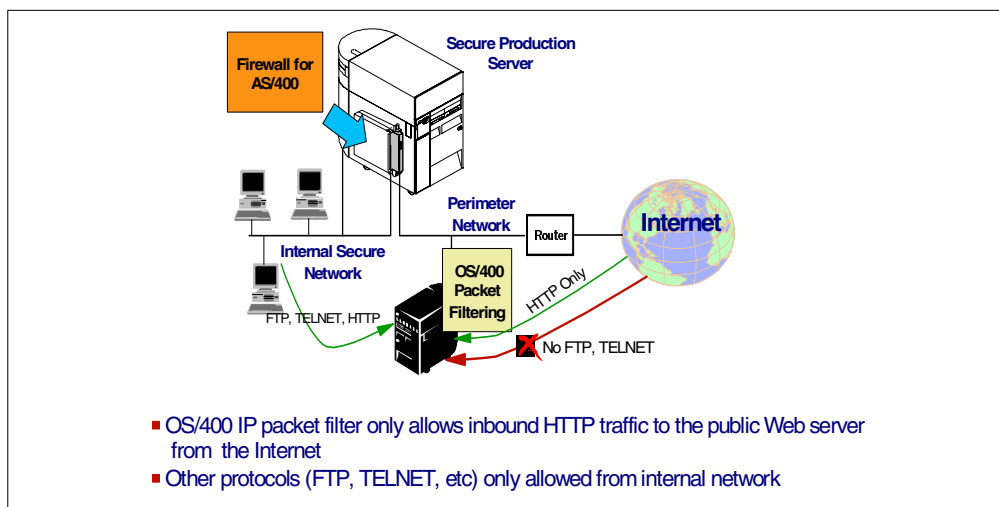 Firewall for
AS/400
Secure Production
Server
Perimeter
Network
Router
Internet
Internal Secure
Network
OS/400
Packet
Filtering
HTTP Only
FTP, TELNET, HTTP
No FTP, TELNET
OS/400 IP packet filter only allows inbound HTTP traffic to the public Web server
from the Internet
Other protocols (FTP, TELNET, etc) only allowed from internal network